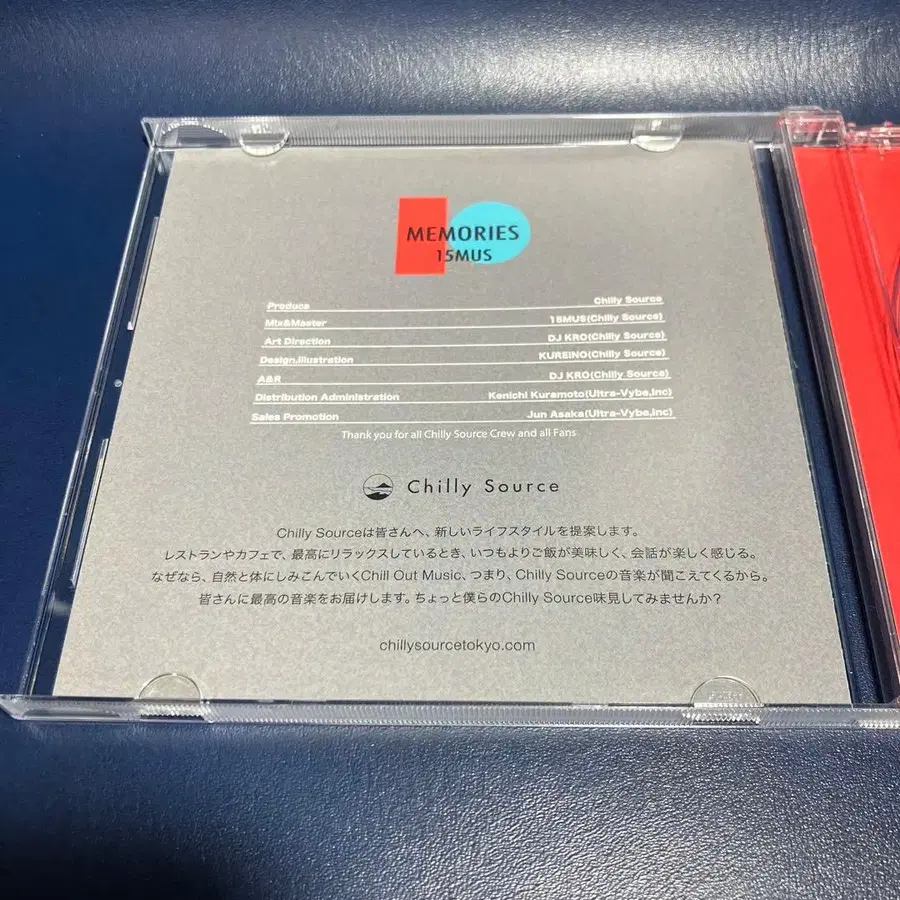 MEMORIES
15MUS
Produce Chilly Source
Mix&Master 15MUS(Chilly Source)
Art Direction DJ KRO(Chilly Source)
Design,Illustration KUREINO(Chilly Source)
A&R DJ KRO(Chilly Source)
Distribution Administration Kenichi Kuramoto(Ultra-Vybe,Inc)
Sales Promotion Jun Asaka(Ultra-Vybe,Inc)
Thank you for all Chilly Source Crew and all Fans
Chilly Source
Chilly Sourceは皆さんへ、新しいライフスタイルを提案します。
レストランやカフェで、最高にリラックスしているとき、いつもよりご飯が美味しく、会話が楽しく感じる。
なぜなら、自然と体にしみこんでいくChill Out Music、つまり、Chilly Sourceの音楽が聞こえてくるから。
皆さんに最高の音楽をお届けします。ちょっと僕らのChilly Source味見してみませんか？
chillysourcetokyo.com